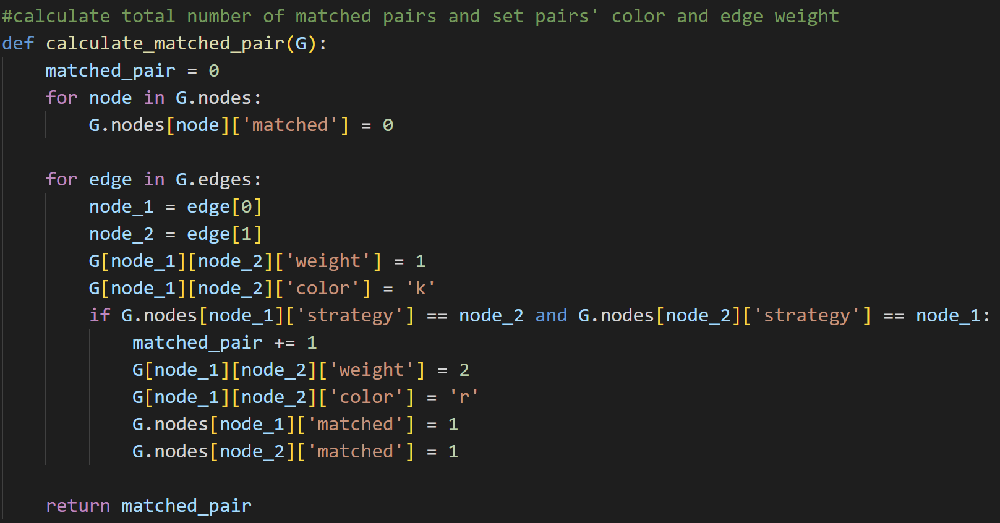 #calculate total number of matched pairs and set pairs' color and edge weight
def calculate_matched_pair(G):
    matched_pair = 0
    for node in G.nodes:
        G.nodes[node]['matched'] = 0

    for edge in G.edges:
        node_1 = edge[0]
        node_2 = edge[1]
        G[node_1][node_2]['weight'] = 1
        G[node_1][node_2]['color'] = 'k'
        if G.nodes[node_1]['strategy'] == node_2 and G.nodes[node_2]['strategy'] == node_1:
            matched_pair += 1
            G[node_1][node_2]['weight'] = 2
            G[node_1][node_2]['color'] = 'r'
            G.nodes[node_1]['matched'] = 1
            G.nodes[node_2]['matched'] = 1

    return matched_pair